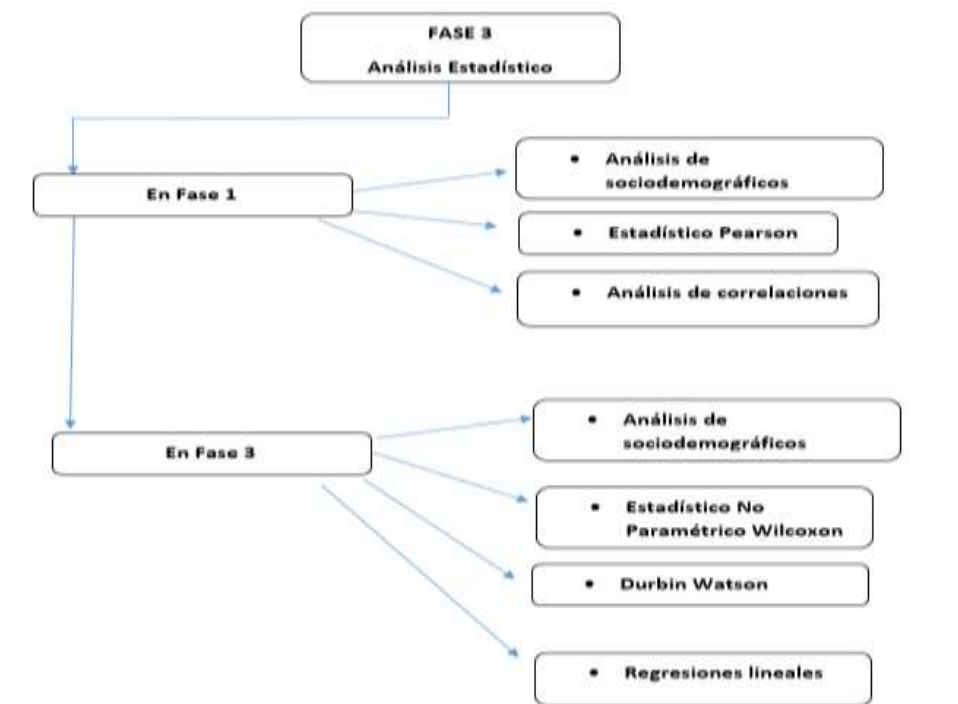 FASE 3
Análisis Estadístico
En Fase 1
• Análisis de
sociodemográficos
• Estadístico Pearson
• Análisis de correlaciones
En Fase 3
• Análisis de
sociodemográficos
• Estadístico No
Paramétrico Wilcoxon
• Durbin Watson
• Regresiones lineales